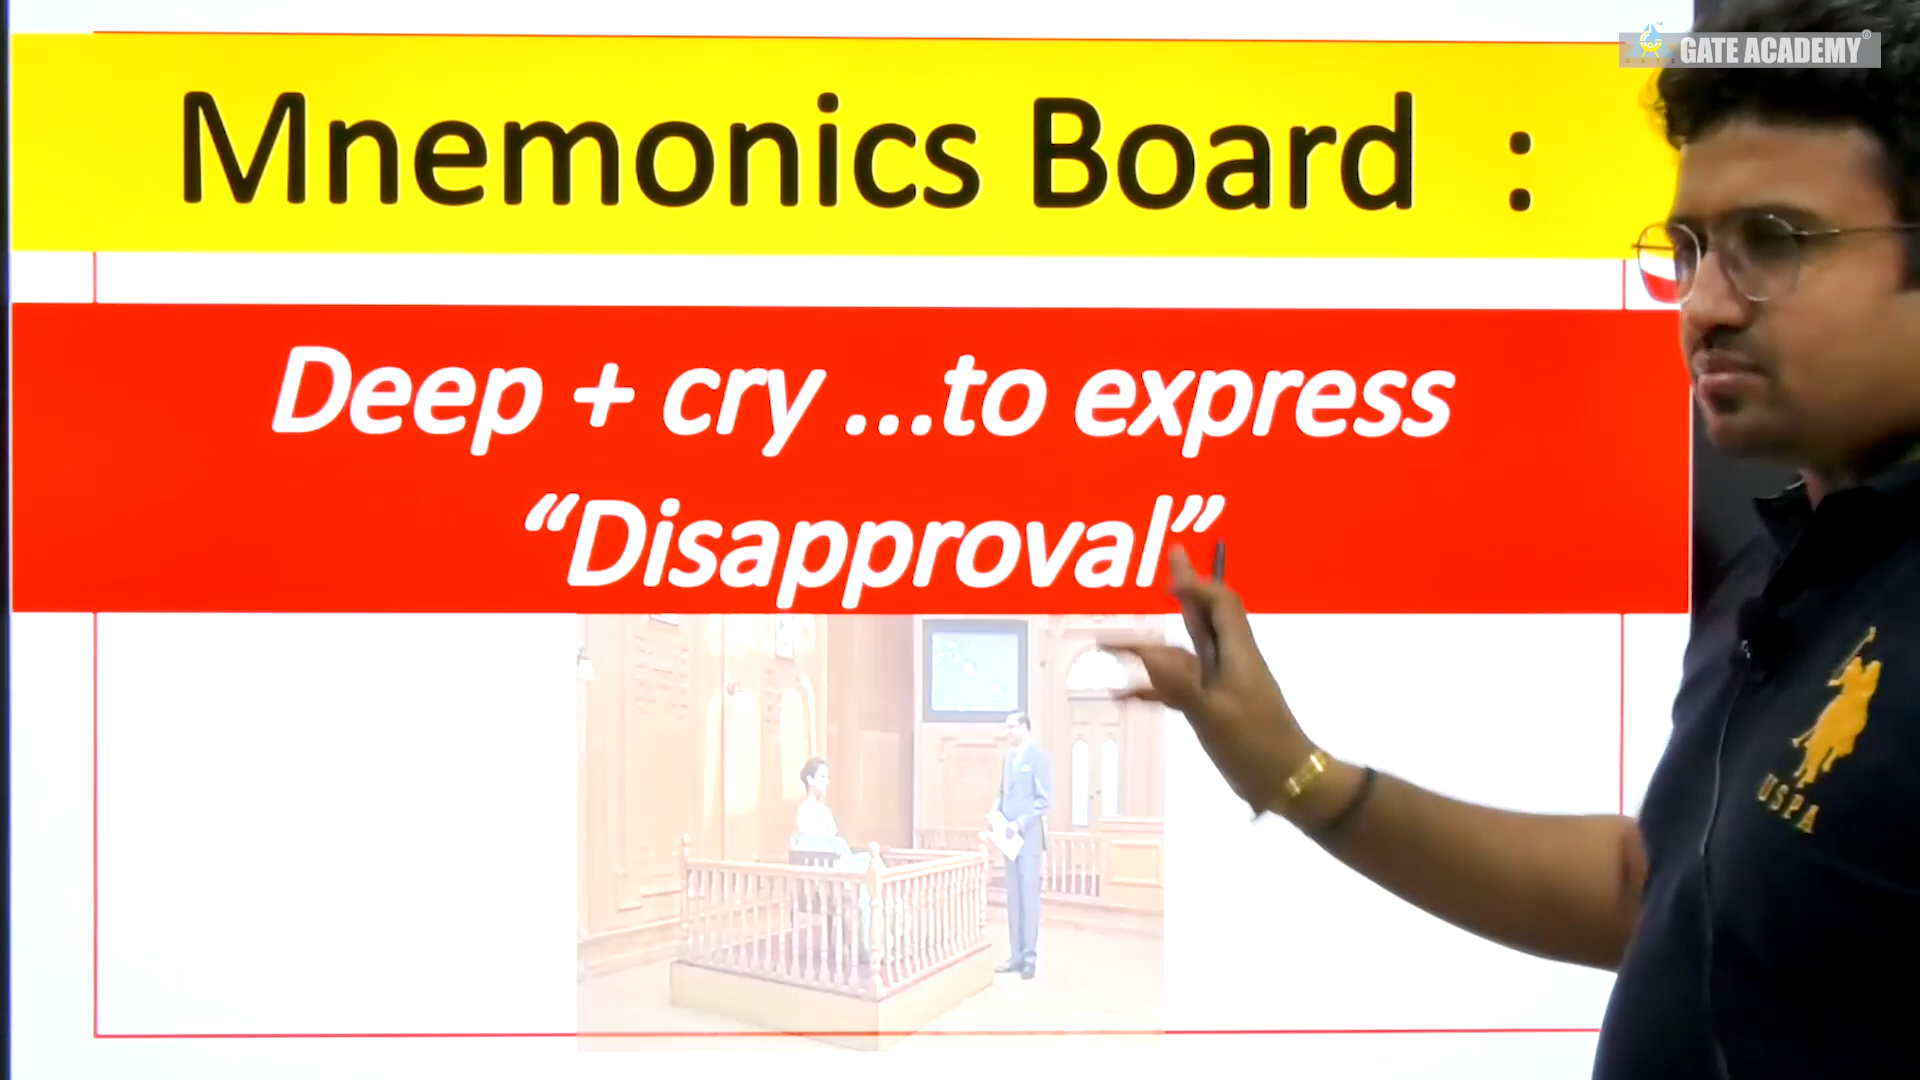 GATE ACADEMY®
Mnemonics Board :
Deep + cry ...to express
“Disapproval”
USPA